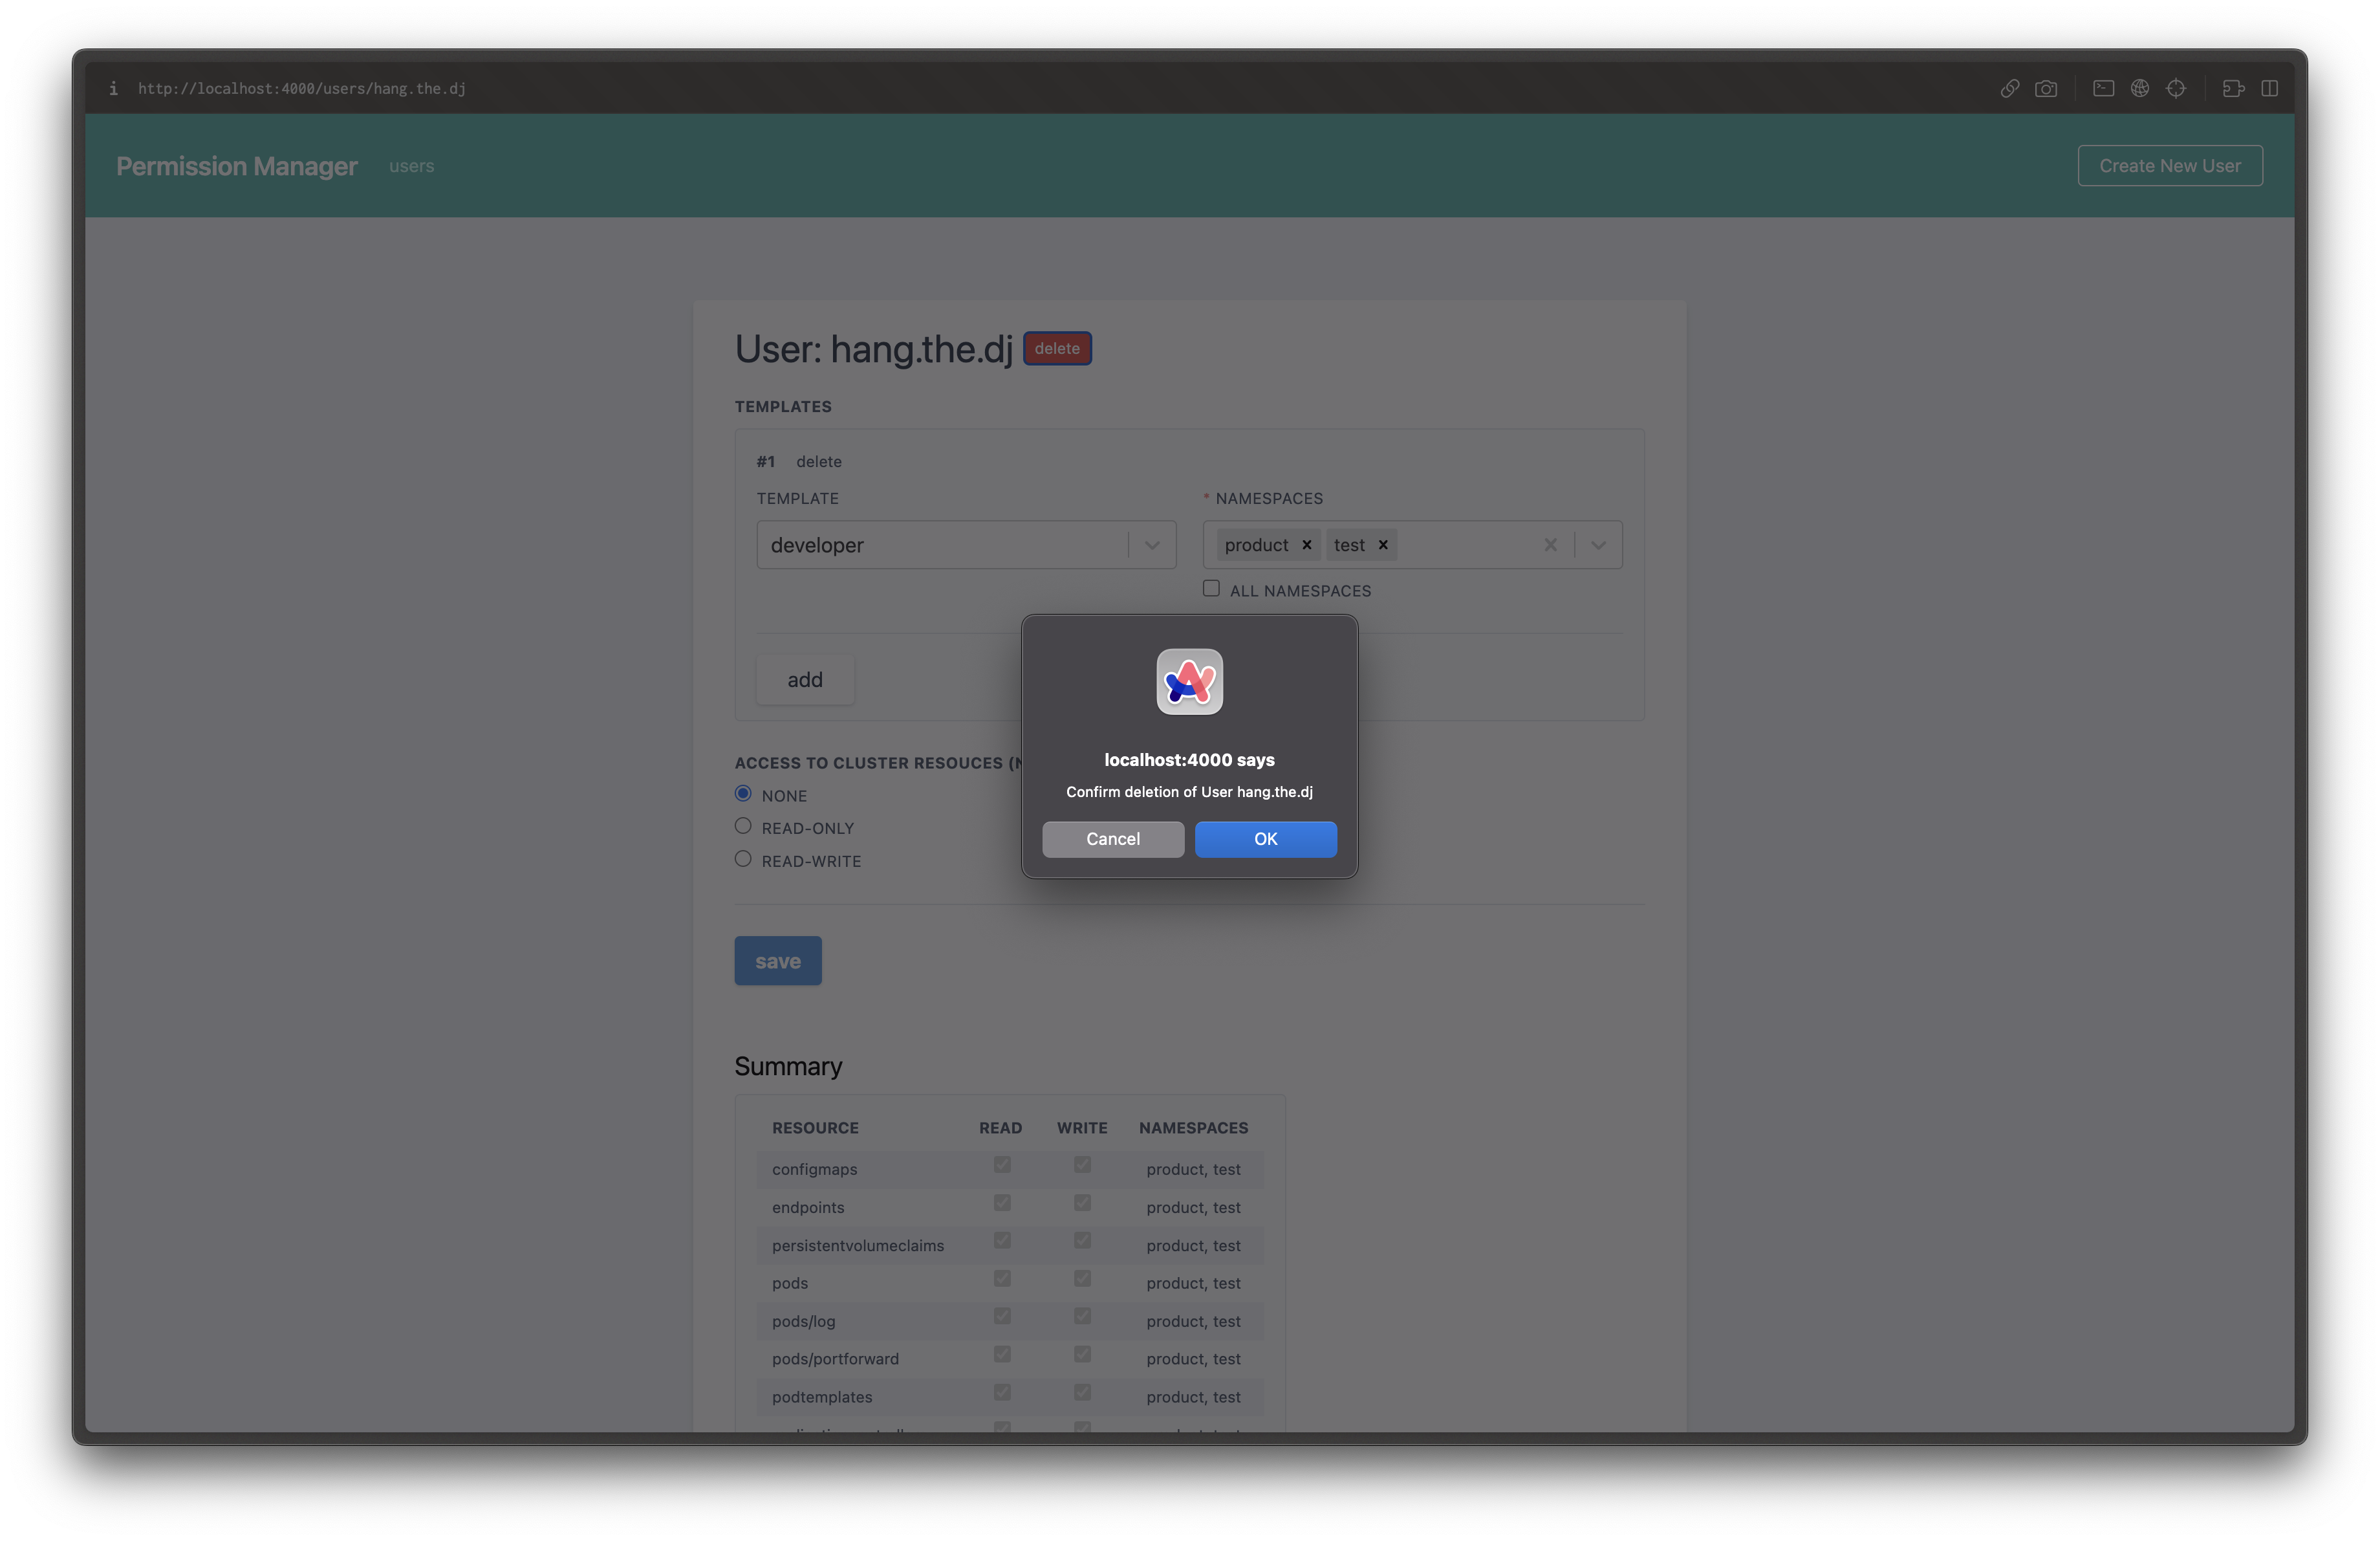 http://localhost:4000/users/hang.the.dj
Permission Manager users Create New User
User: hang.the.dj delete
TEMPLATES
#1 delete
TEMPLATE * NAMESPACES
developer product × test ×
ALL NAMESPACES
add
localhost:4000 says
Confirm deletion of User hang.the.dj
Cancel OK
ACCESS TO CLUSTER RESOUCES (
NONE
READ-ONLY
READ-WRITE
save
Summary
RESOURCE READ WRITE NAMESPACES
configmaps product, test
endpoints product, test
persistentvolumeclaims product, test
pods product, test
pods/log product, test
pods/portforward product, test
podtemplates product, test